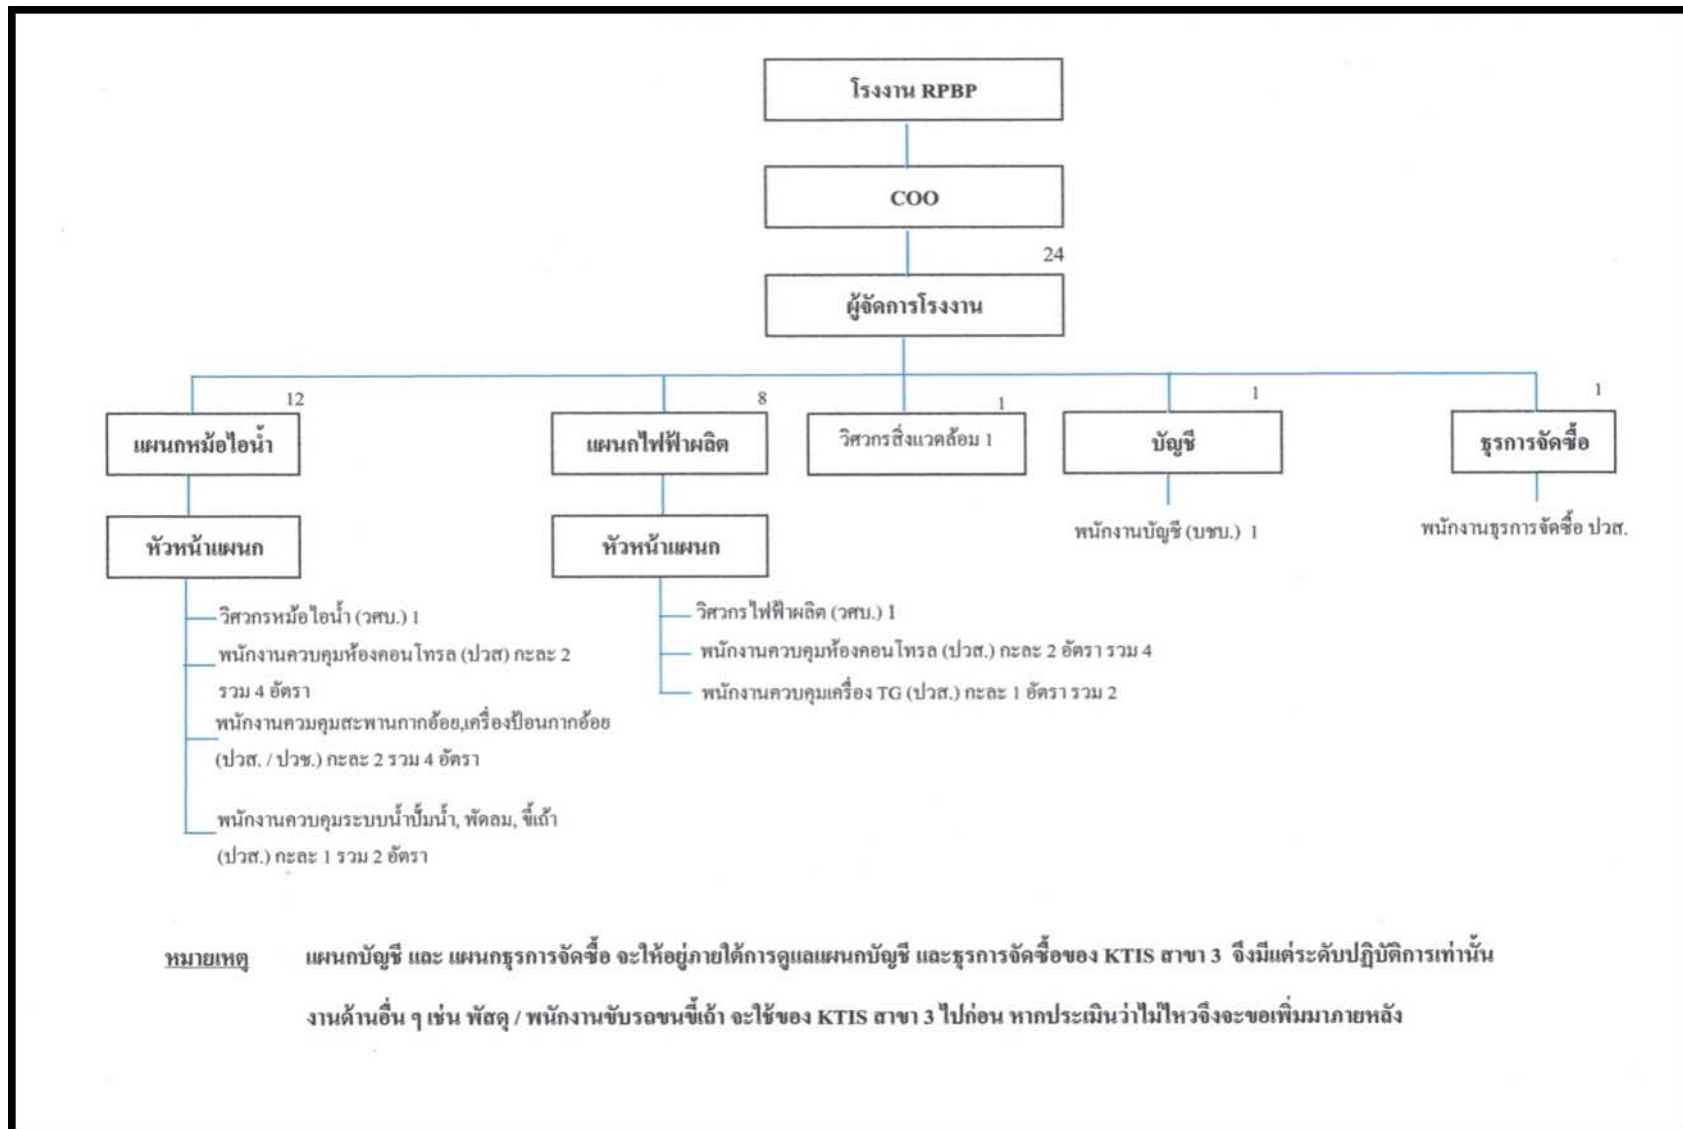 โรงงาน RPBP
COO
24
ผู้จัดการโรงงาน
12
8
1
1
1
แผนกหม้อไอน้ำ
แผนกไฟฟ้าผลิต
วิศวกรสิ่งแวดล้อม 1
บัญชี
ธุรการจัดซื้อ
หัวหน้าแผนก
หัวหน้าแผนก
พนักงานบัญชี (บชบ.) 1
พนักงานธุรการจัดซื้อ ปวส.
วิศวกรหม้อไอน้ำ (วศบ.) 1
พนักงานควบคุมห้องคอนโทรล (ปวส) กะละ 2
รวม 4 อัตรา
พนักงานควมคุมสะพานกากอ้อย,เครื่องป้อนกากอ้อย
(ปวส. / ปวช.) กะละ 2 รวม 4 อัตรา
พนักงานควบคุมระบบน้ำปั้มน้ำ, พัดลม, ขี้เถ้า
(ปวส.) กะละ 1 รวม 2 อัตรา
วิศวกรไฟฟ้าผลิต (วศบ.) 1
พนักงานควบคุมห้องคอนโทรล (ปวส.) กะละ 2 อัตรา รวม 4
พนักงานควบคุมเครื่อง TG (ปวส.) กะละ 1 อัตรา รวม 2
หมายเหตุ แผนกบัญชี และ แผนกธุรการจัดซื้อ จะให้อยู่ภายใต้การดูแลแผนกบัญชี และธุรการจัดซื้อของ KTIS สาขา 3 จึงมีแต่ระดับปฏิบัติการเท่านั้น
งานด้านอื่น ๆ เช่น พัสดุ / พนักงานขับรถขนขี้เถ้า จะใช้ของ KTIS สาขา 3 ไปก่อน หากประเมินว่าไม่ไหวจึงจะขอเพิ่มมาภายหลัง